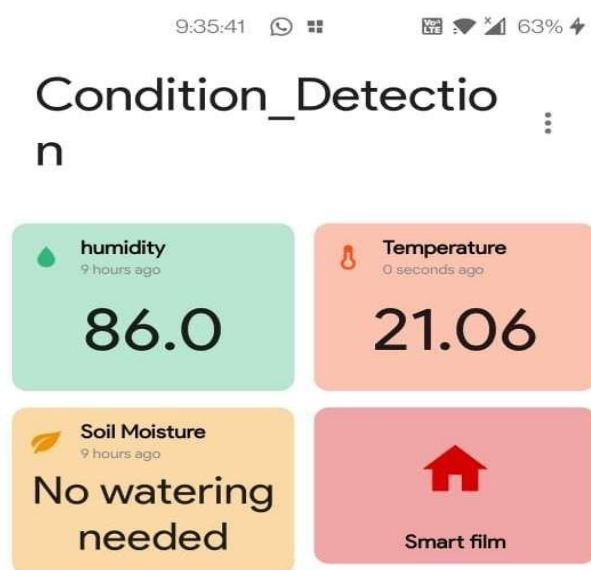 9:35:41 VoLTE 63%
Condition_Detectio
n
humidity
9 hours ago
86.0
Temperature
0 seconds ago
21.06
Soil Moisture
9 hours ago
No watering
needed
Smart film